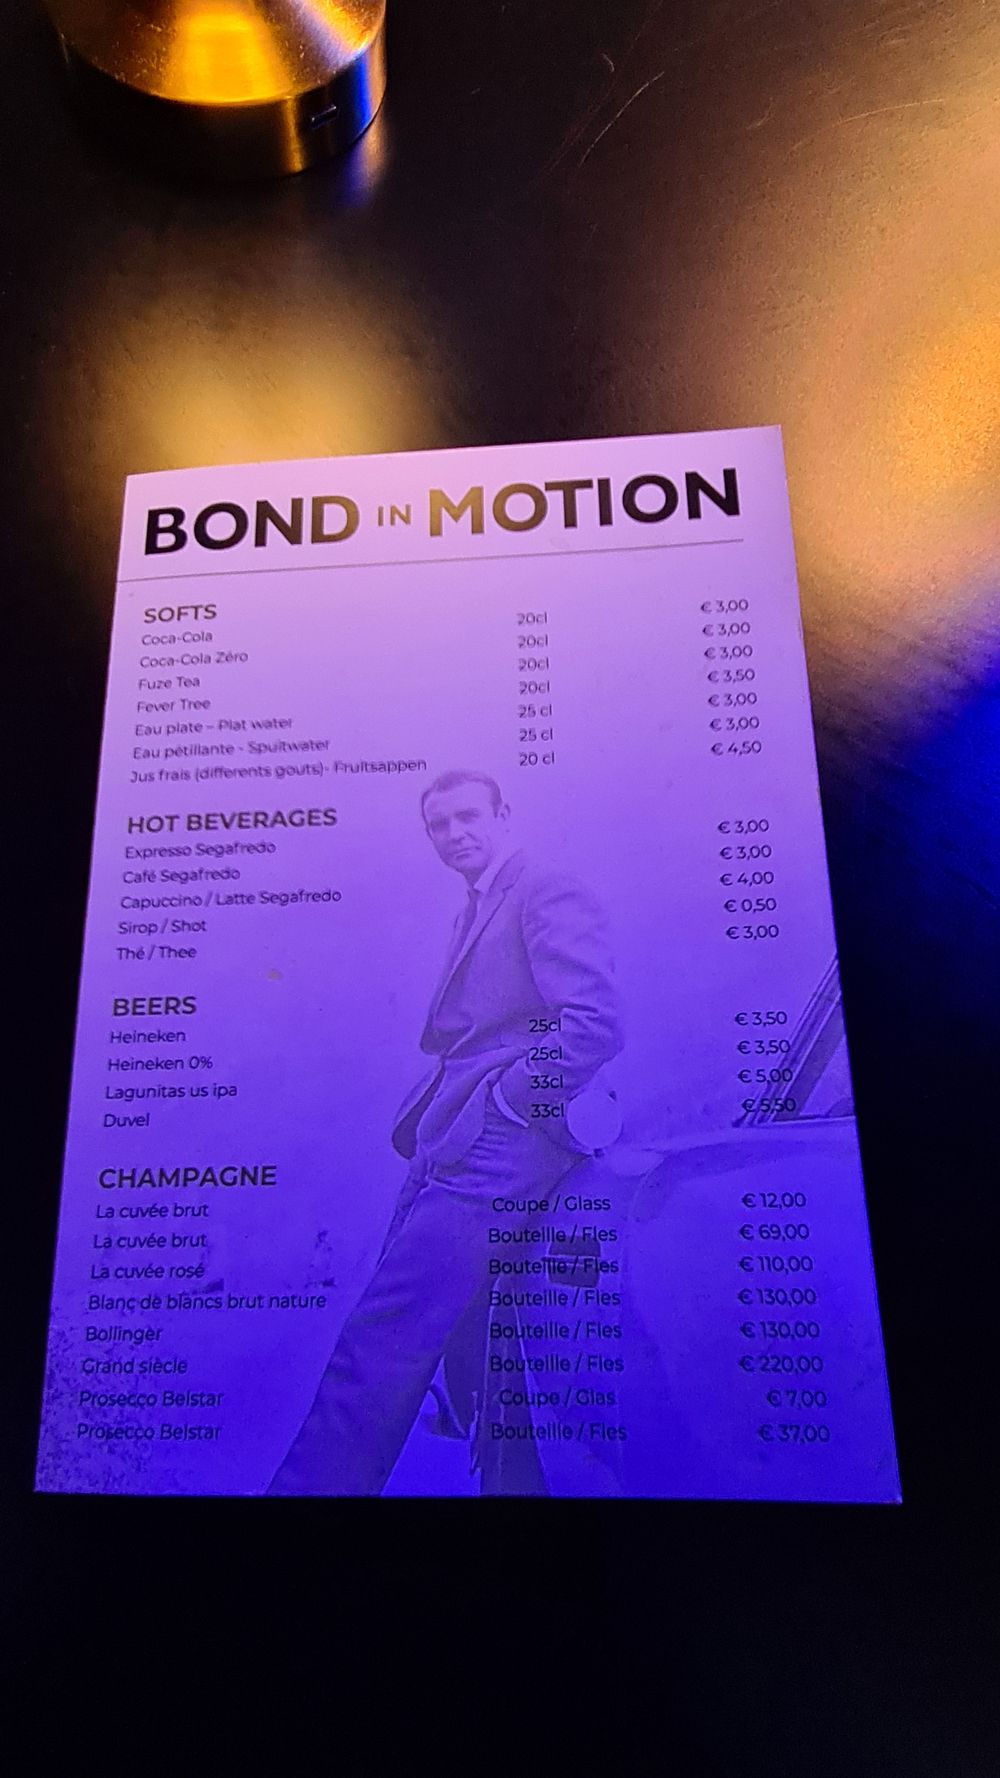 BOND IN MOTION
SOFTS
Coca-Cola 20cl € 3,00
Coca-Cola Zéro 20cl € 3,00
Fuze Tea 20cl € 3,00
Fever Tree 20cl € 3,50
Eau plate - Plat water 25 cl € 3,00
Eau pétillante - Spuitwater 25 cl € 3,00
Jus frais (differents gouts)- Fruitsappen 20 cl € 4,50
HOT BEVERAGES
Expresso Segafredo € 3,00
Café Segafredo € 3,00
Capuccino / Latte Segafredo € 4,00
Sirop / Shot € 0,50
Thé / Thee € 3,00
BEERS
Heineken 25cl € 3,50
Heineken 0% 25cl € 3,50
Lagunitas us ipa 33cl € 5,00
Duvel 33cl € 5,50
CHAMPAGNE
La cuvée brut Coupe / Glass € 12,00
La cuvée brut Bouteille / Fles € 69,00
La cuvée rosé Bouteille / Fles € 110,00
Blanc de blancs brut nature Bouteille / Fles € 130,00
Bollinger Bouteille / Fles € 130,00
Grand siècle Bouteille / Fles € 220,00
Prosecco Belstar Coupe / Glas € 7,00
Prosecco Belstar Bouteille / Fles € 37,00